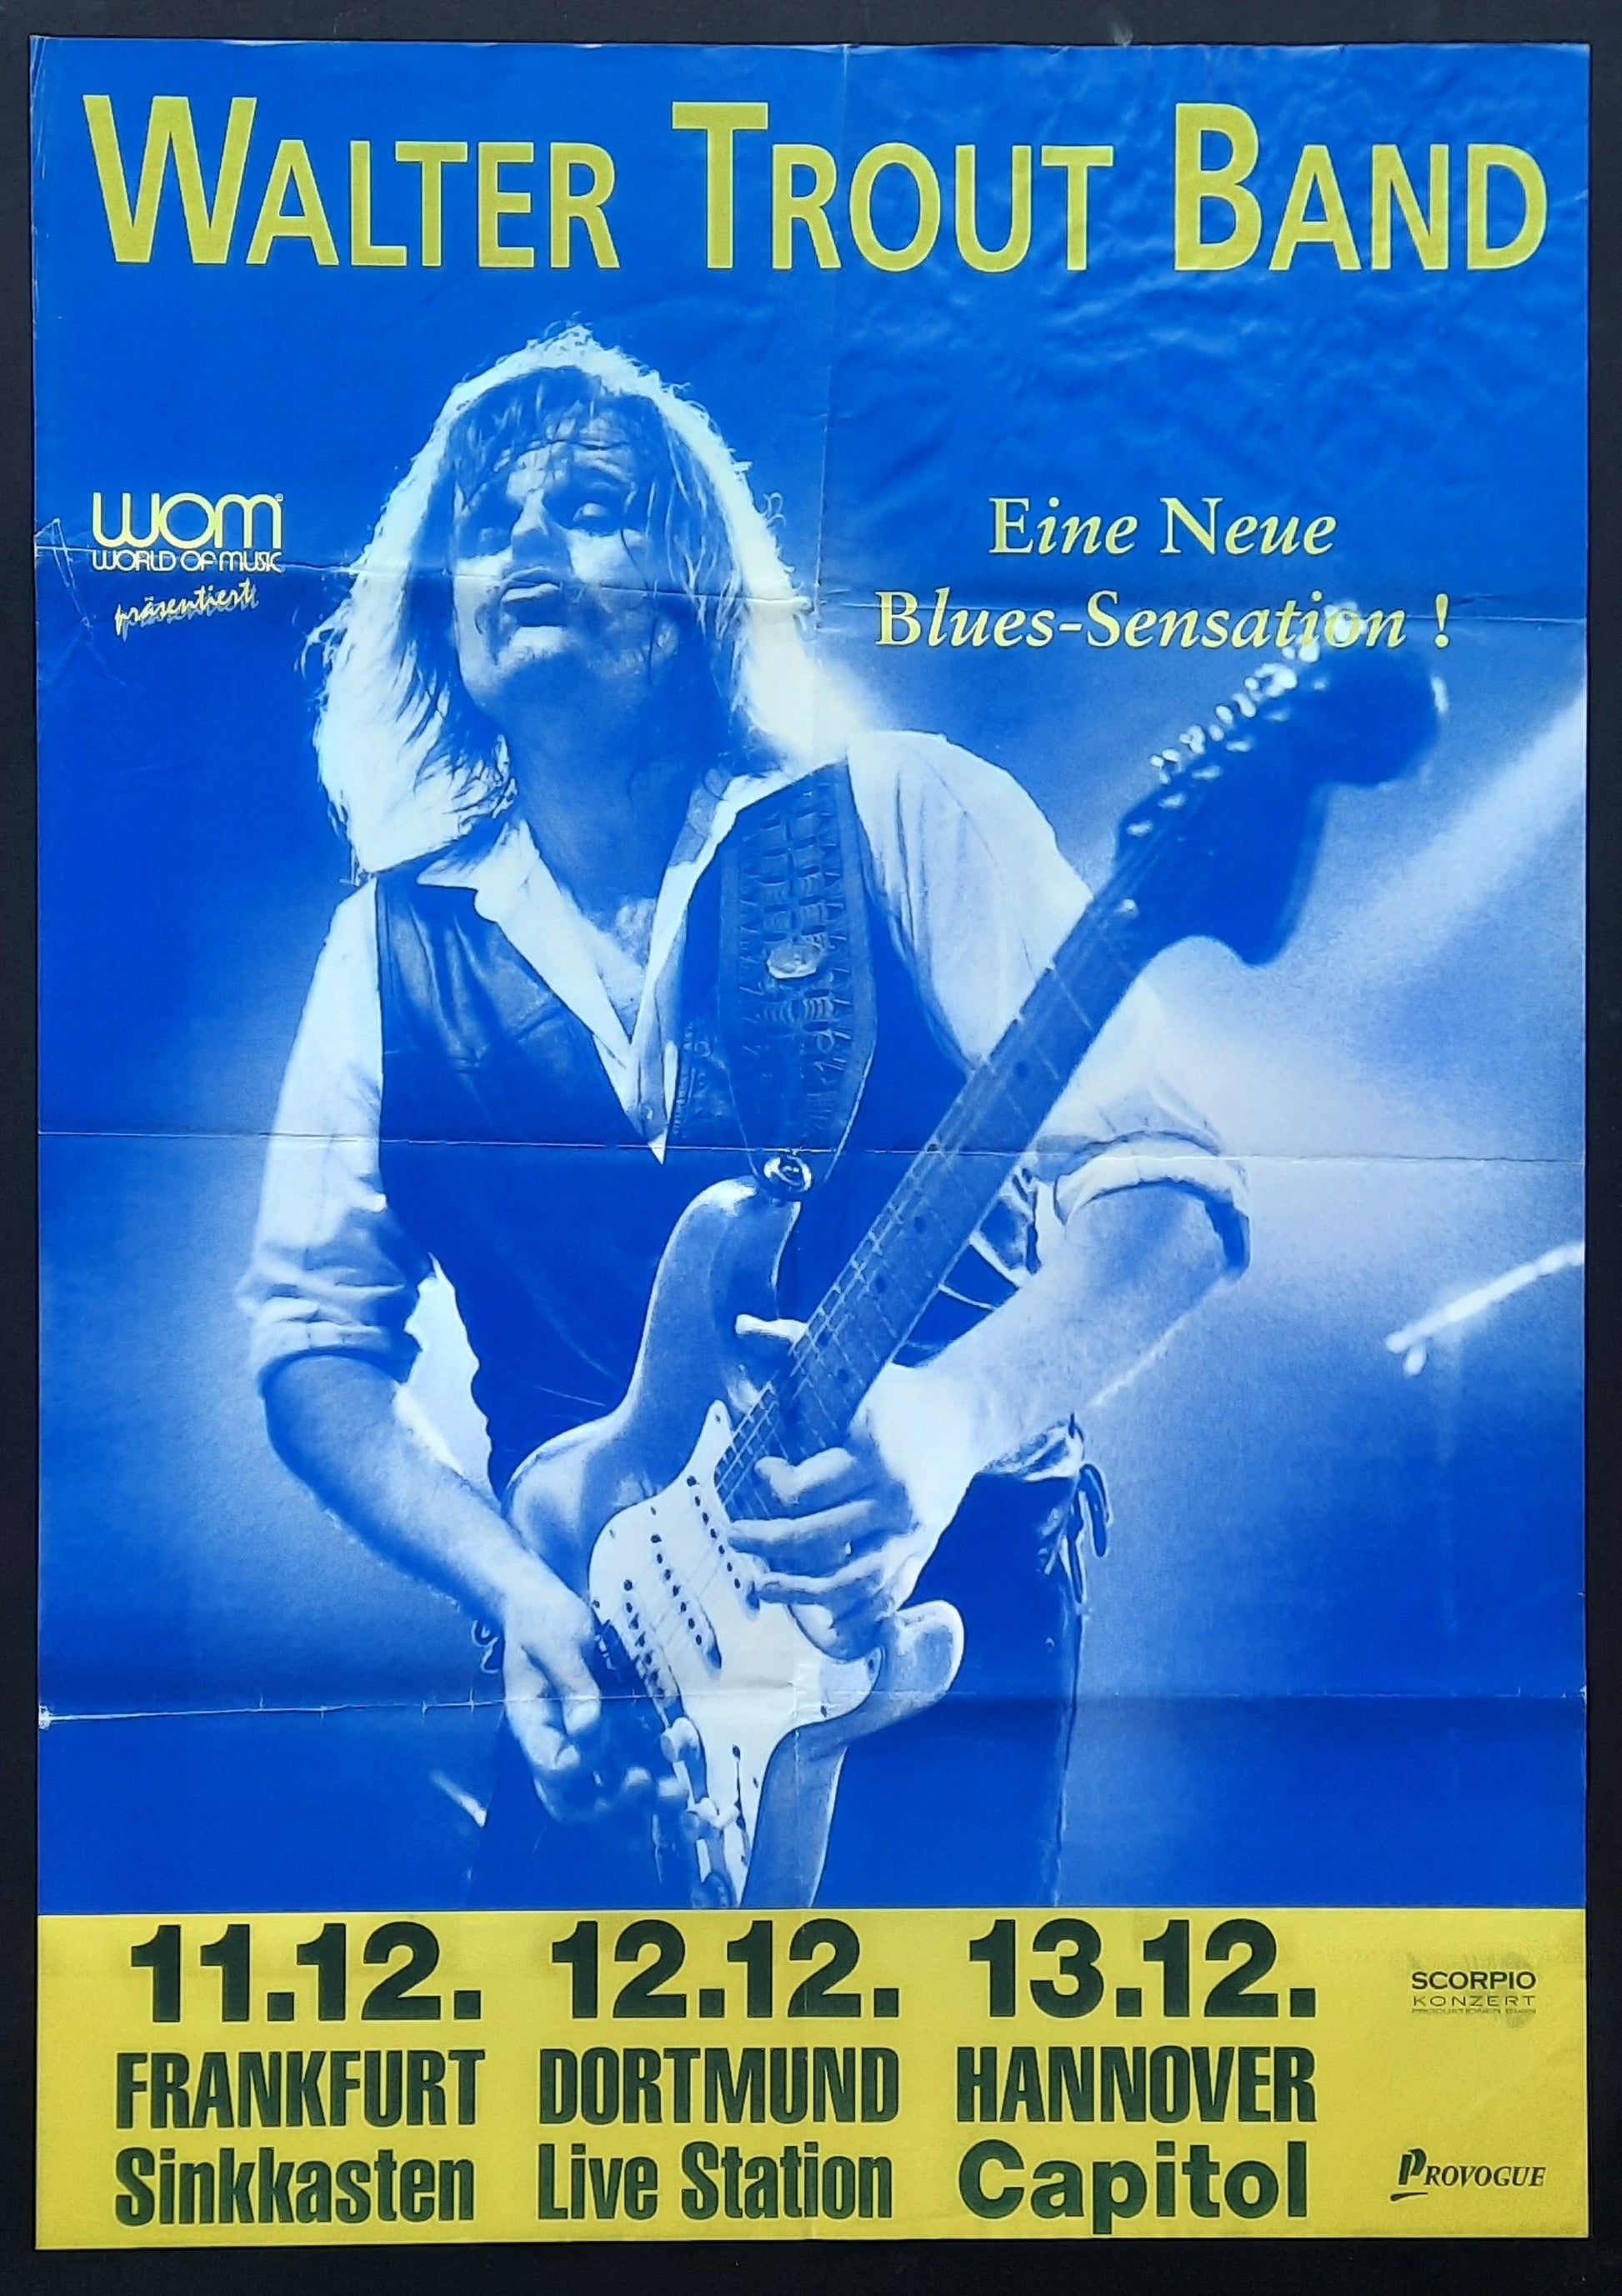 WALTER TROUT BAND
WOM
WORLD OF MUSIC
präsentiert
Eine Neue
Blues-Sensation !
11.12. 12.12. 13.12.
FRANKFURT DORTMUND HANNOVER
Sinkkasten Live Station Capitol
SCORPIO
KONZERT
PROVOGUE